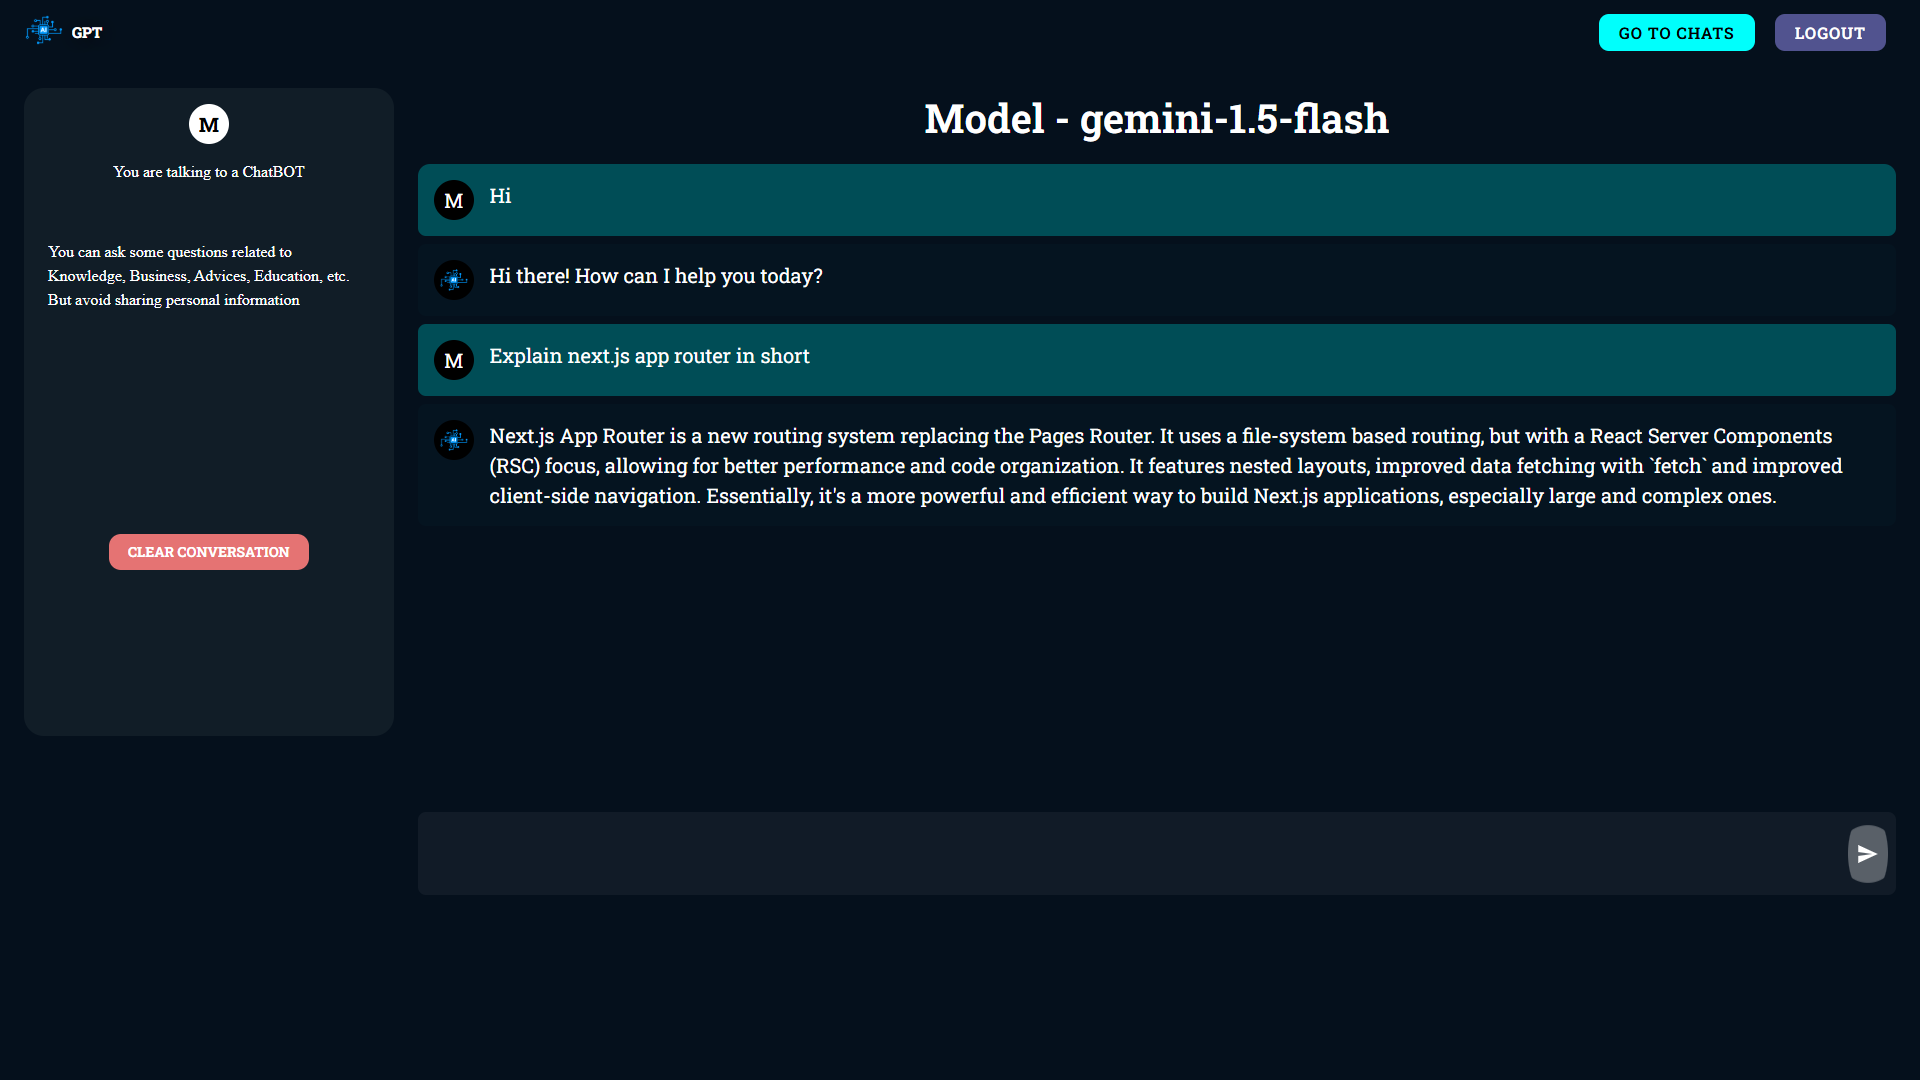 GPT
GO TO CHATS
LOGOUT
M
You are talking to a ChatBOT
You can ask some questions related to
Knowledge, Business, Advices, Education, etc.
But avoid sharing personal information
CLEAR CONVERSATION
Model - gemini-1.5-flash
M
Hi
AI
Hi there! How can I help you today?
M
Explain next.js app router in short
AI
Next.js App Router is a new routing system replacing the Pages Router. It uses a file-system based routing, but with a React Server Components
(RSC) focus, allowing for better performance and code organization. It features nested layouts, improved data fetching with `fetch` and improved
client-side navigation. Essentially, it's a more powerful and efficient way to build Next.js applications, especially large and complex ones.